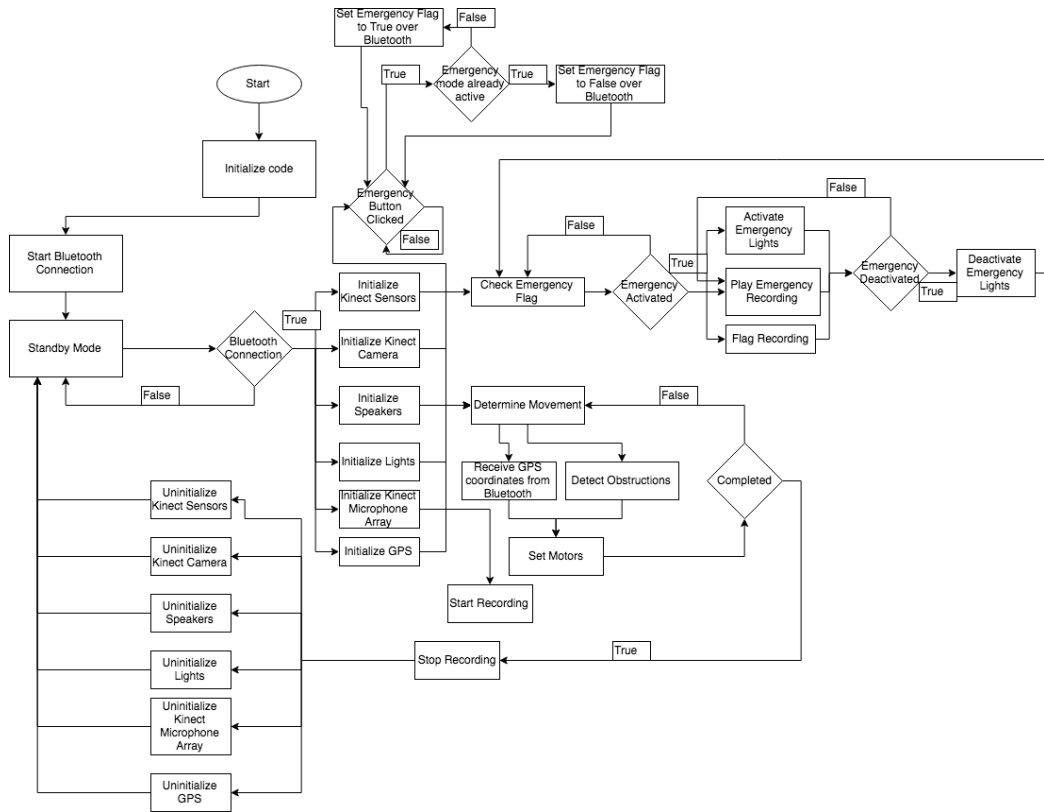 Set Emergency Flag
to True over
Bluetooth
False
True
Emergency
mode already
active
True
Set Emergency Flag
to False over
Bluetooth
Start
Initialize code
Emergency
Button
Clicked
False
Start Bluetooth
Connection
Standby Mode
Bluetooth
Connection
True
False
Initialize
Kinect Sensors
Initialize Kinect
Camera
Initialize
Speakers
Initialize Lights
Initialize Kinect
Microphone
Array
Initialize GPS
Check Emergency
Flag
False
Emergency
Activated
True
Activate
Emergency
Lights
Play Emergency
Recording
Flag Recording
False
Emergency
Deactivated
True
Deactivate
Emergency
Lights
Determine Movement
False
Receive GPS
coordinates from
Bluetooth
Detect Obstructions
Completed
Set Motors
Start Recording
True
Stop Recording
Uninitialize
Kinect Sensors
Uninitialize
Kinect Camera
Uninitialize
Speakers
Uninitialize
Lights
Uninitialize
Kinect
Microphone
Array
Uninitialize
GPS